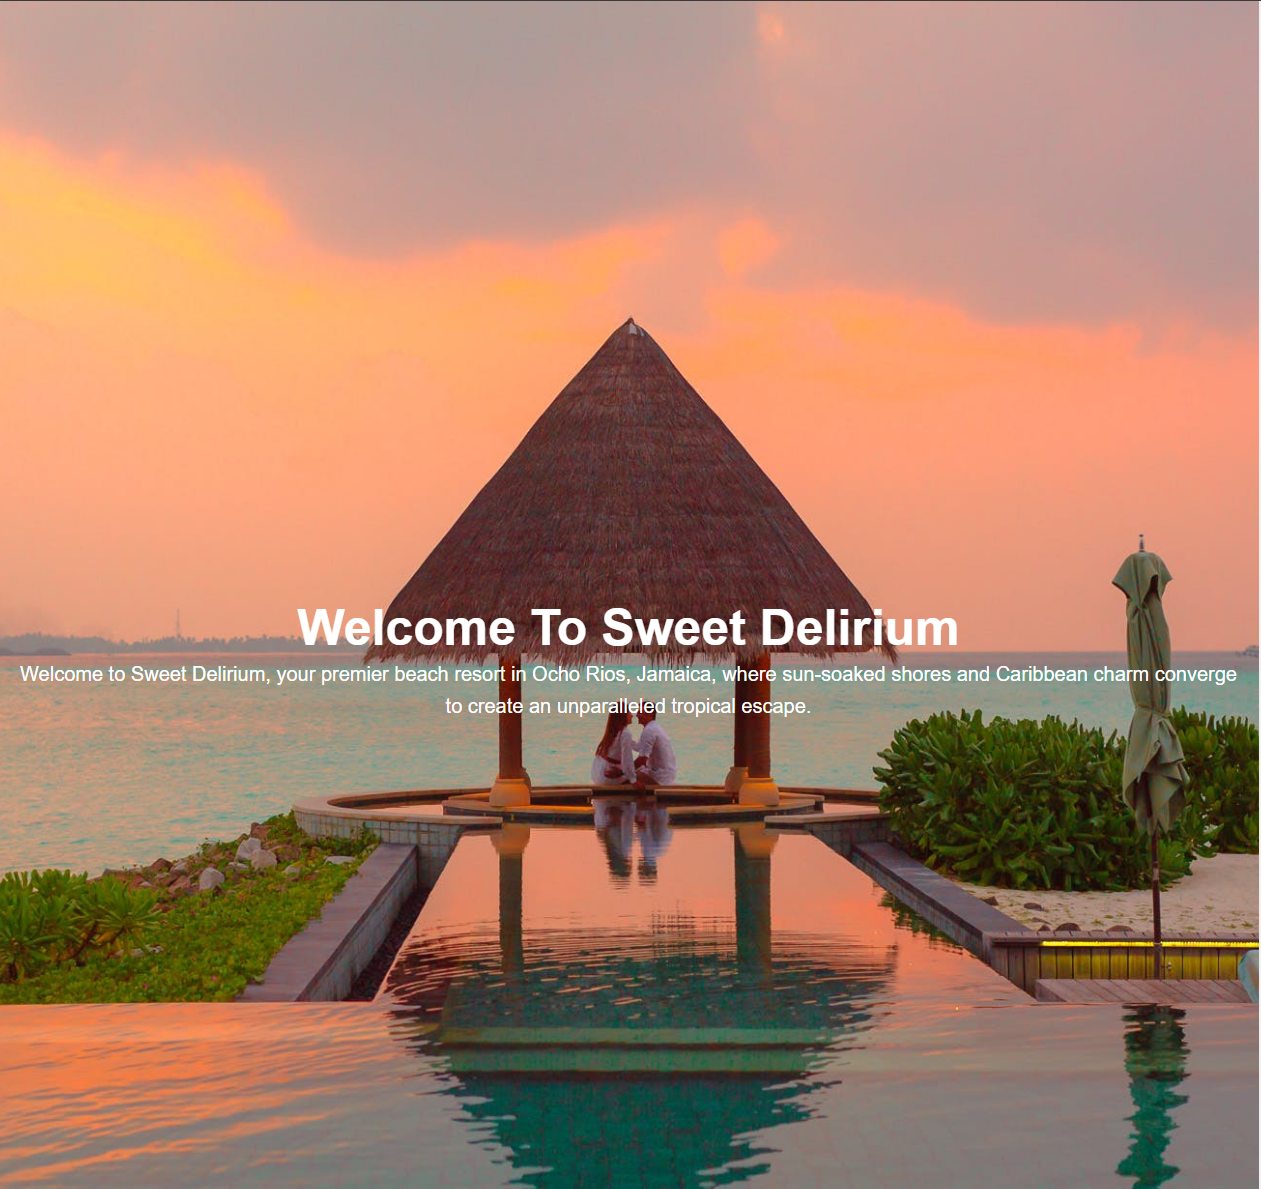 Welcome To Sweet Delirium
Welcome to Sweet Delirium, your premier beach resort in Ocho Rios, Jamaica, where sun-soaked shores and Caribbean charm converge
to create an unparalleled tropical escape.